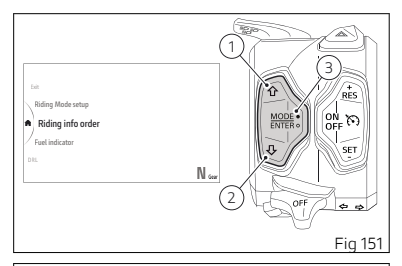 1
3
Exit
Riding Mode setup
Riding info order
Fuel indicator
DRL
N Gear
MODE
ENTER
+
RES
ON
OFF
SET
-
2
OFF
Fig 151